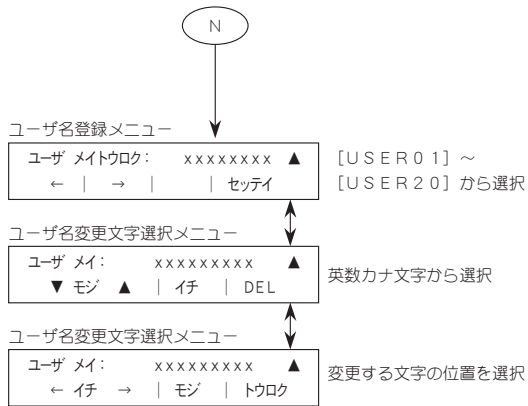 N
ユーザ名登録メニュー
ユーザ メイトウロク： xxxxxxxx ▲
← | → | | セッテイ
［ＵＳＥＲ０１］～
［ＵＳＥＲ２０］から選択
ユーザ名変更文字選択メニュー
ユーザ メイ： xxxxxxxxx ▲
▼ モジ ▲ | イチ | DEL
英数カナ文字から選択
ユーザ名変更文字選択メニュー
ユーザ メイ： xxxxxxxxx ▲
← イチ → | モジ | トウロク
変更する文字の位置を選択